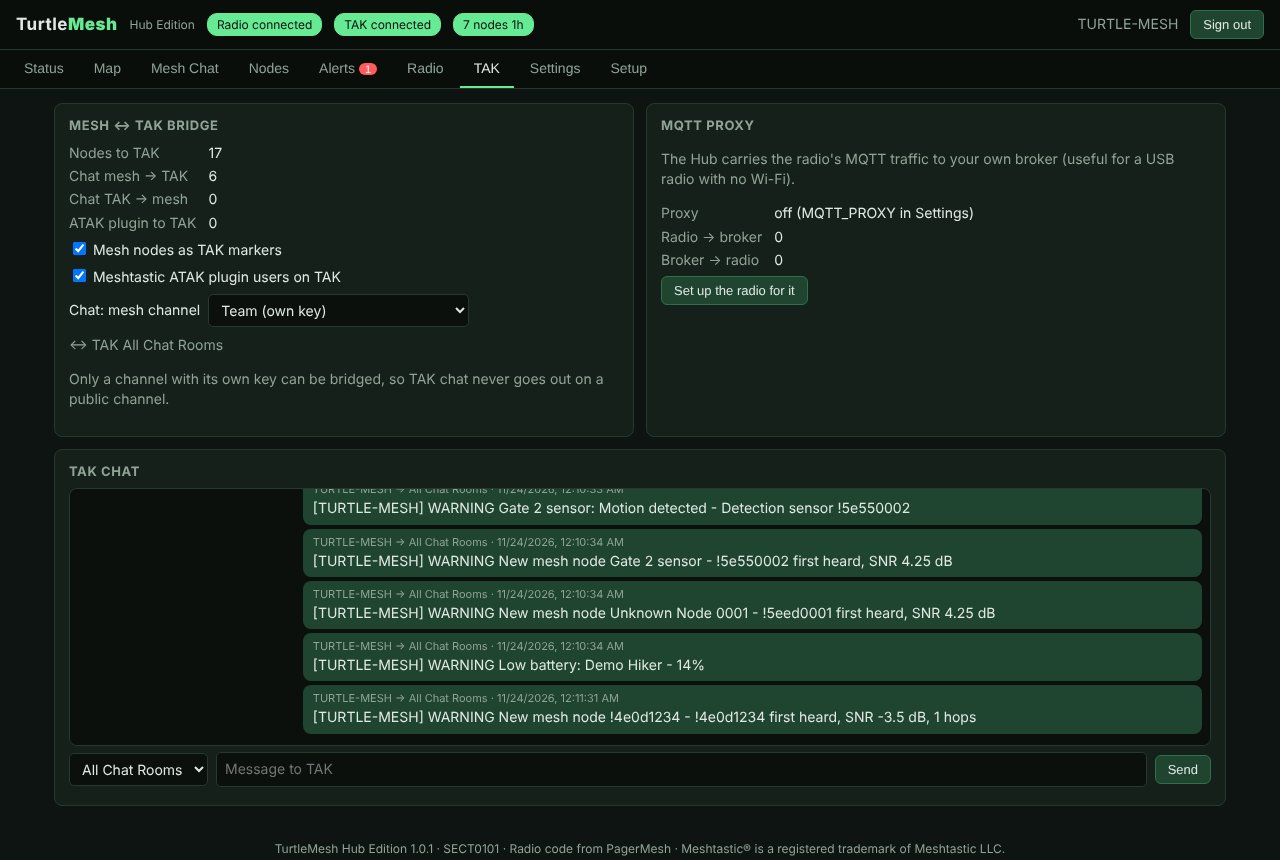 TurtleMesh Hub Edition Radio connected TAK connected 7 nodes 1h TURTLE-MESH Sign out
Status Map Mesh Chat Nodes Alerts 1 Radio TAK Settings Setup
MESH ↔ TAK BRIDGE
Nodes to TAK 17
Chat mesh → TAK 6
Chat TAK → mesh 0
ATAK plugin to TAK 0
Mesh nodes as TAK markers
Meshtastic ATAK plugin users on TAK
Chat: mesh channel Team (own key)
↔ TAK All Chat Rooms
Only a channel with its own key can be bridged, so TAK chat never goes out on a
public channel.
MQTT PROXY
The Hub carries the radio's MQTT traffic to your own broker (useful for a USB
radio with no Wi-Fi).
Proxy off (MQTT_PROXY in Settings)
Radio → broker 0
Broker → radio 0
Set up the radio for it
TAK CHAT
TURTLE-MESH → All Chat Rooms · 11/24/2026, 12:10:33 AM
[TURTLE-MESH] WARNING Gate 2 sensor: Motion detected - Detection sensor !5e550002
TURTLE-MESH → All Chat Rooms · 11/24/2026, 12:10:34 AM
[TURTLE-MESH] WARNING New mesh node Gate 2 sensor - !5e550002 first heard, SNR 4.25 dB
TURTLE-MESH → All Chat Rooms · 11/24/2026, 12:10:34 AM
[TURTLE-MESH] WARNING New mesh node Unknown Node 0001 - !5eed0001 first heard, SNR 4.25 dB
TURTLE-MESH → All Chat Rooms · 11/24/2026, 12:10:34 AM
[TURTLE-MESH] WARNING Low battery: Demo Hiker - 14%
TURTLE-MESH → All Chat Rooms · 11/24/2026, 12:11:31 AM
[TURTLE-MESH] WARNING New mesh node !4e0d1234 - !4e0d1234 first heard, SNR -3.5 dB, 1 hops
All Chat Rooms Message to TAK Send
TurtleMesh Hub Edition 1.0.1 · SECT0101 · Radio code from PagerMesh · Meshtastic® is a registered trademark of Meshtastic LLC.